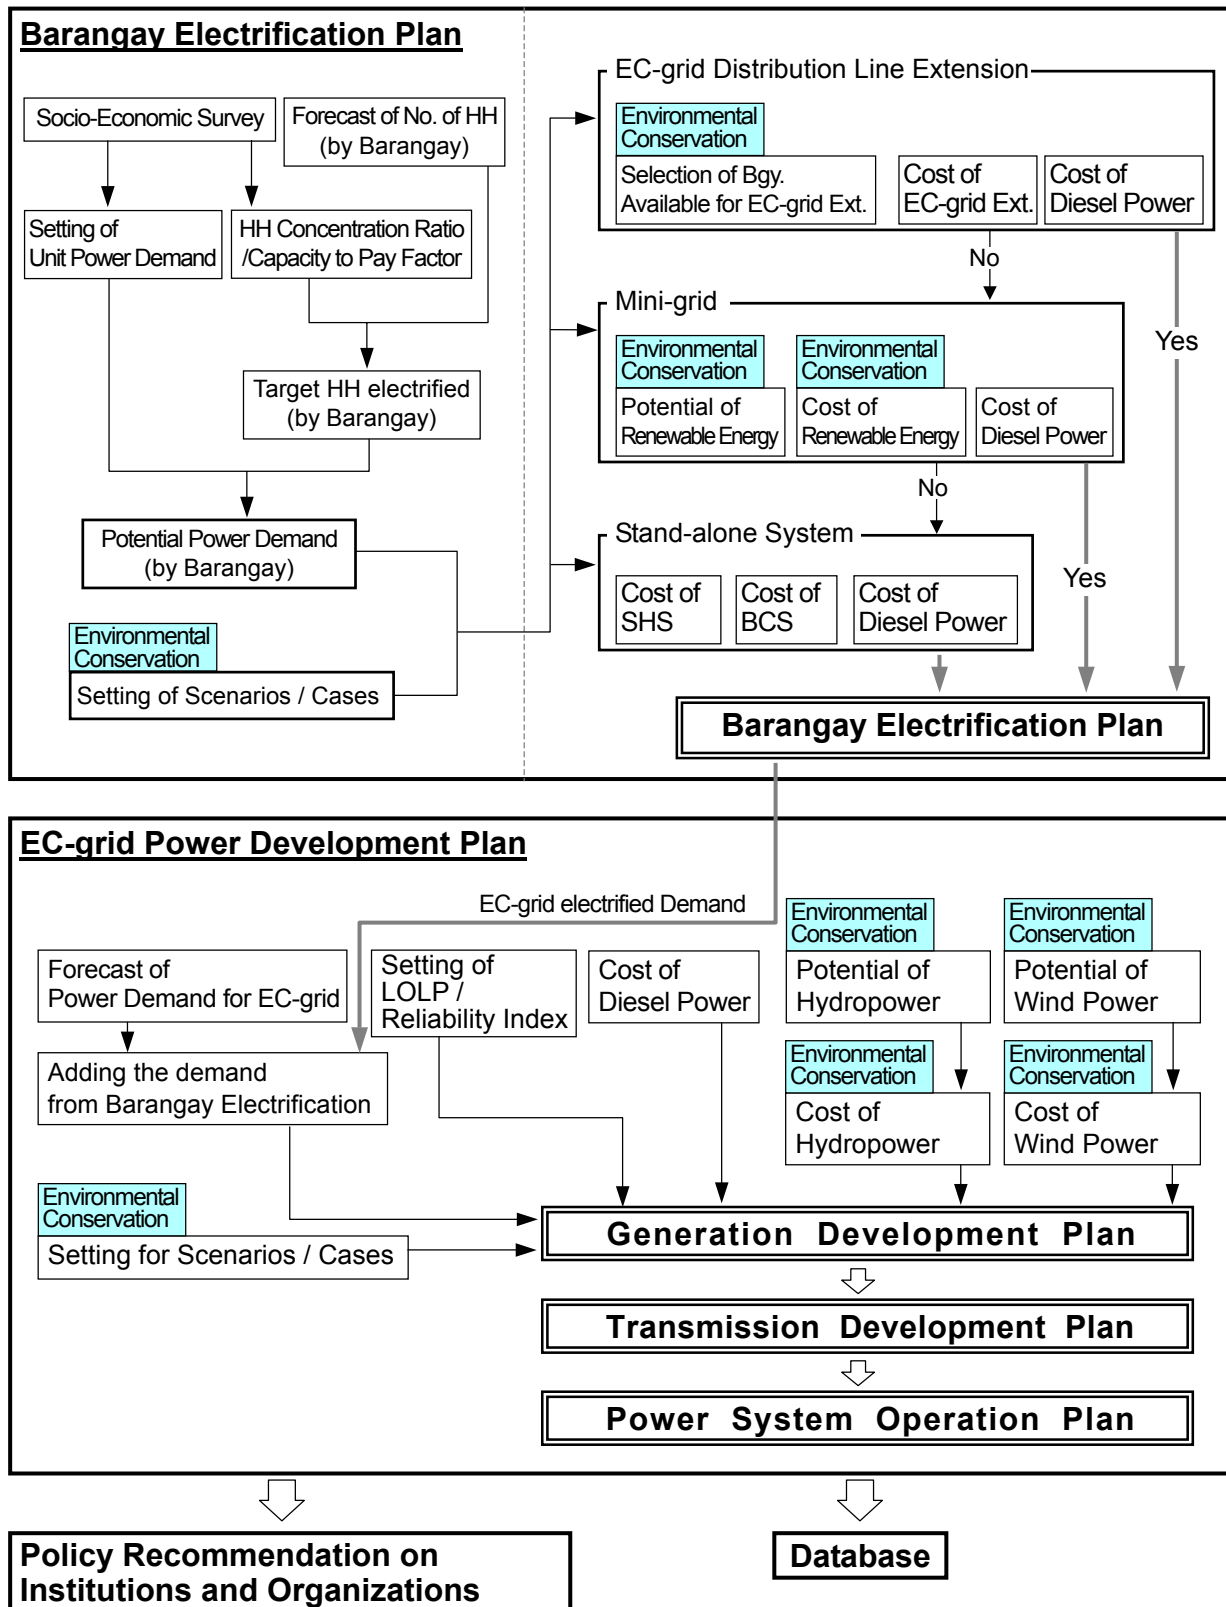 Barangay Electrification Plan
Socio-Economic Survey
Forecast of No. of HH
(by Barangay)
Setting of
Unit Power Demand
HH Concentration Ratio
/Capacity to Pay Factor
Target HH electrified
(by Barangay)
Potential Power Demand
(by Barangay)
Environmental
Conservation
Setting of Scenarios / Cases
EC-grid Distribution Line Extension
Environmental
Conservation
Selection of Bgy.
Available for EC-grid Ext.
Cost of
EC-grid Ext.
Cost of
Diesel Power
No
Yes
Mini-grid
Environmental
Conservation
Potential of
Renewable Energy
Environmental
Conservation
Cost of
Renewable Energy
Cost of
Diesel Power
No
Yes
Stand-alone System
Cost of
SHS
Cost of
BCS
Cost of
Diesel Power
Barangay Electrification Plan
EC-grid Power Development Plan
EC-grid electrified Demand
Forecast of
Power Demand for EC-grid
Setting of
LOLP /
Reliability Index
Cost of
Diesel Power
Environmental
Conservation
Potential of
Hydropower
Environmental
Conservation
Potential of
Wind Power
Adding the demand
from Barangay Electrification
Environmental
Conservation
Cost of
Hydropower
Environmental
Conservation
Cost of
Wind Power
Environmental
Conservation
Setting for Scenarios / Cases
Generation Development Plan
Transmission Development Plan
Power System Operation Plan
Policy Recommendation on
Institutions and Organizations
Database